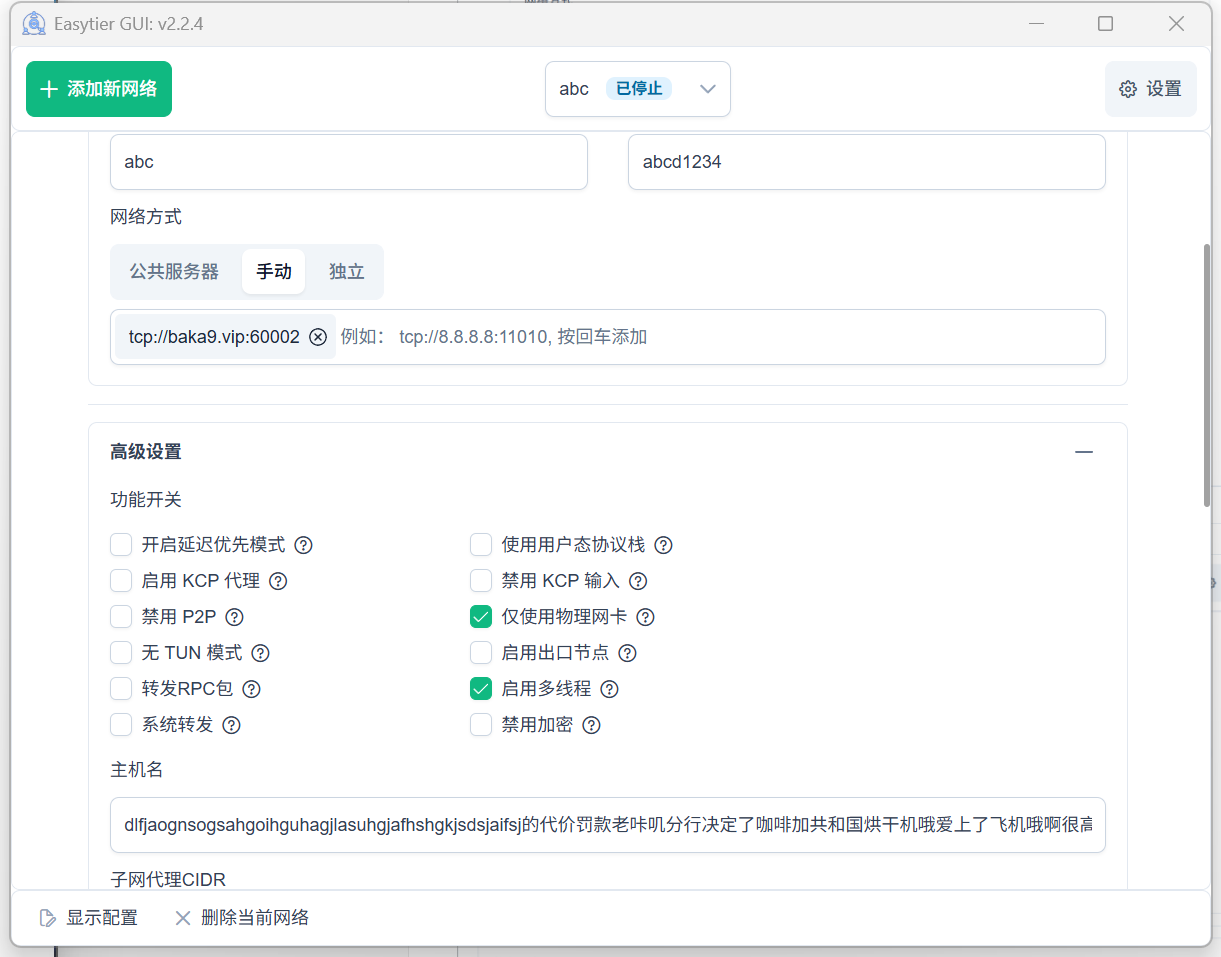 Easytier GUI: v2.2.4
添加新网络
abc 已停止
设置
abc
abcd1234
网络方式
公共服务器 手动 独立
tcp://baka9.vip:60002 例如： tcp://8.8.8.8:11010, 按回车添加
高级设置
功能开关
开启延迟优先模式
使用用户态协议栈
启用 KCP 代理
禁用 KCP 输入
禁用 P2P
仅使用物理网卡
无 TUN 模式
启用出口节点
转发RPC包
启用多线程
系统转发
禁用加密
主机名
dlfjaognsogsahgoihguhagjlasuhgjafhshgkjsdsjaifsj的代价罚款老咔叽分行决定了咖啡加共和国烘干机哦爱上了飞机哦啊很高
子网代理CIDR
显示配置
删除当前网络